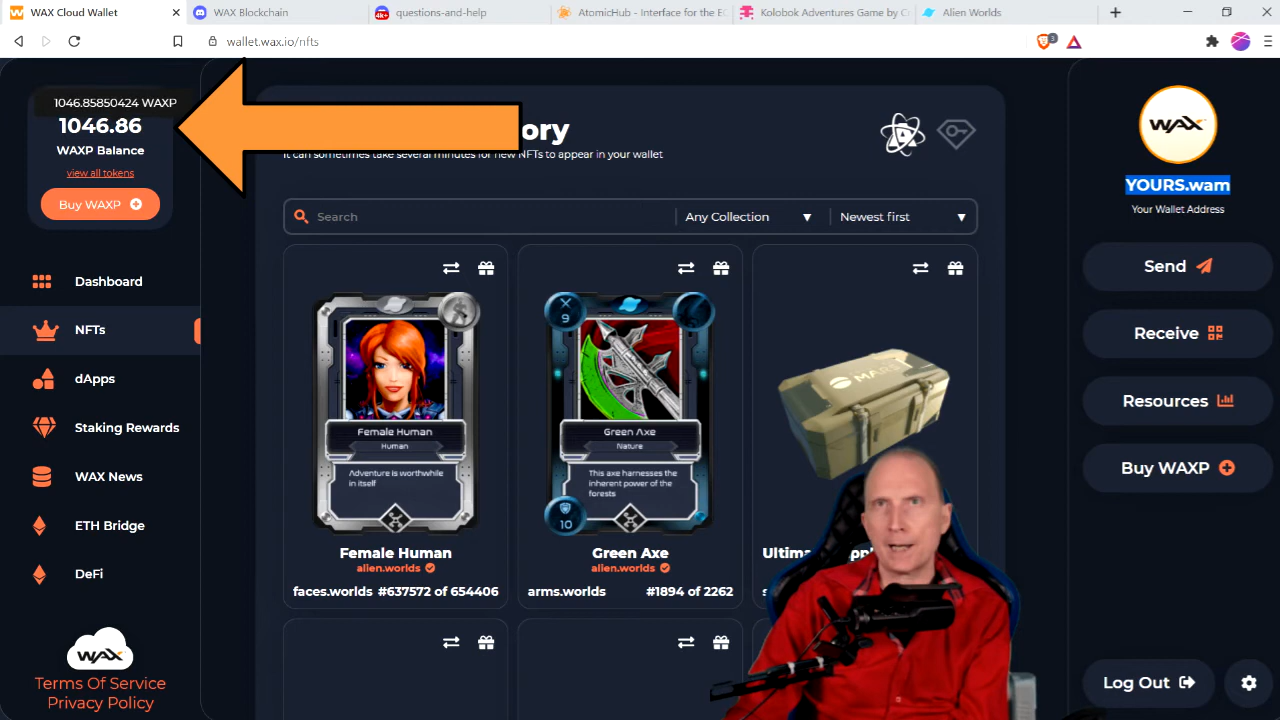 WAX Cloud Wallet
WAX Blockchain
4k+
questions-and-help
AtomicHub - Interface for the EO
Kolobok Adventures Game by C
Alien Worlds
wallet.wax.io/nfts
3
1046.85850424 WAXP
1046.86
WAXP Balance
view all tokens
Buy WAXP
Dashboard
NFTs
dApps
Staking Rewards
WAX News
ETH Bridge
DeFi
WAX
Terms Of Service
Privacy Policy
ory
It can sometimes take several minutes for new NFTs to appear in your wallet
Search
Any Collection
Newest first
Female Human
Human
Adventure is worthwhile
in itself
Female Human
alien.worlds
faces.worlds #637572 of 654406
9
Green Axe
Nature
This axe harnesses the
inherent power of the
forests
10
Green Axe
alien.worlds
arms.worlds #1894 of 2262
MARS
WAX
YOURS.wam
Your Wallet Address
Send
Receive
Resources
Buy WAXP
Log Out